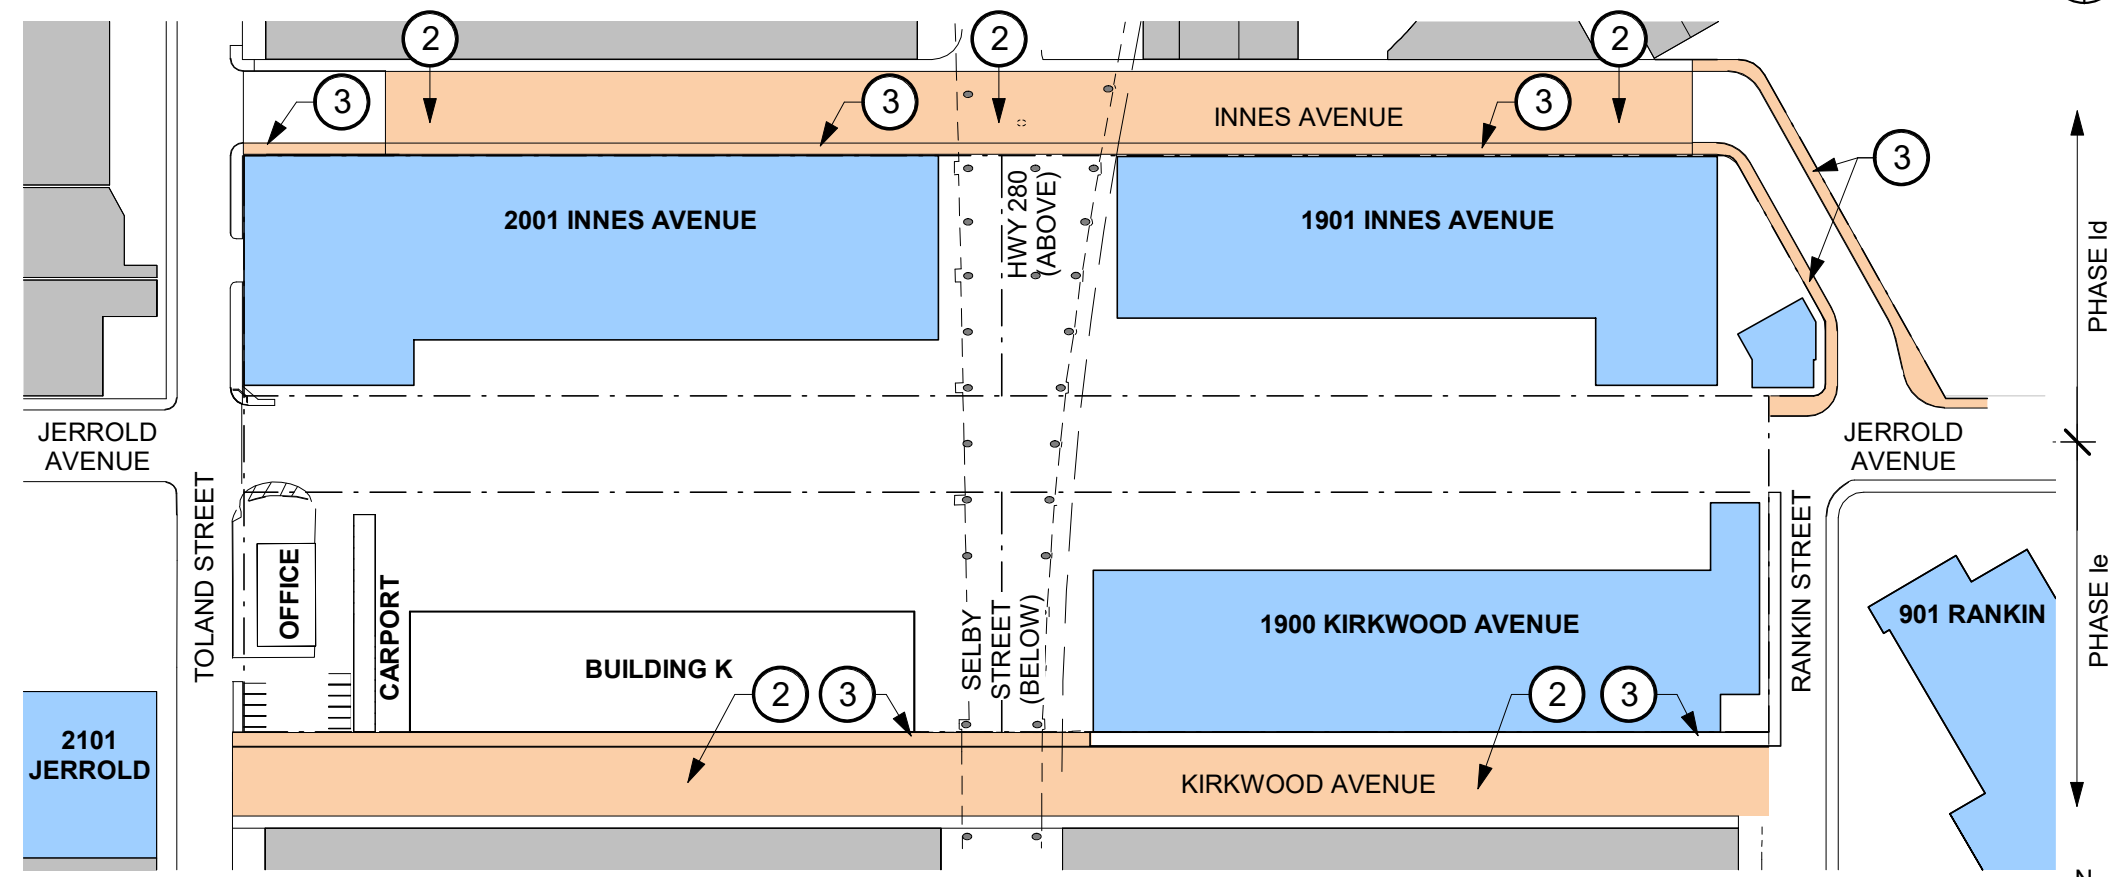 2
2
2
3
3
3
INNES AVENUE
3
2001 INNES AVENUE
HWY 280
(ABOVE)
1901 INNES AVENUE
PHASE Id
JERROLD
AVENUE
JERROLD
AVENUE
TOLAND STREET
OFFICE
CARPORT
BUILDING K
2
3
SELBY
STREET
(BELOW)
1900 KIRKWOOD AVENUE
2
3
RANKIN STREET
901 RANKIN
PHASE Ie
2101
JERROLD
KIRKWOOD AVENUE